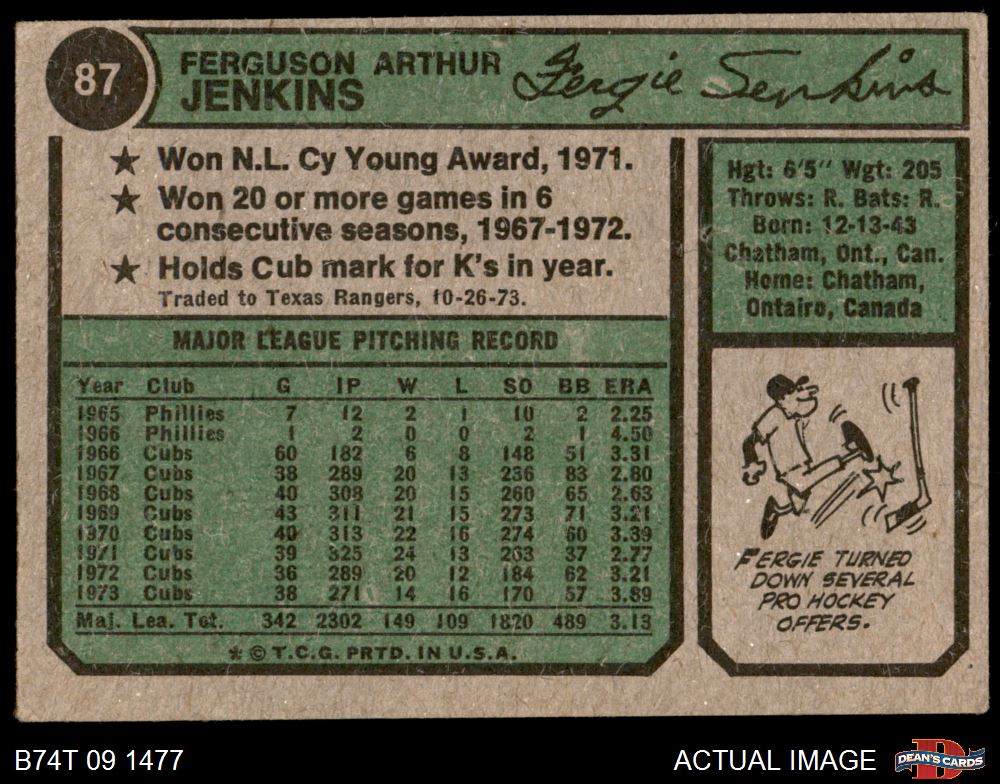 87
FERGUSON ARTHUR
JENKINS
Fergie Jenkins
★ Won N.L. Cy Young Award, 1971.
★ Won 20 or more games in 6
consecutive seasons, 1967-1972.
★ Holds Cub mark for K's in year.
Traded to Texas Rangers, 10-26-73.
Hgt: 6'5" Wgt: 205
Throws: R. Bats: R.
Born: 12-13-43
Chatham, Ont., Can.
Home: Chatham,
Ontairo, Canada
MAJOR LEAGUE PITCHING RECORD
Year Club G IP W L SO BB ERA
1965 Phillies 7 12 2 1 10 2 2.25
1966 Phillies 1 2 0 0 2 1 4.50
1966 Cubs 60 182 6 8 148 51 3.31
1967 Cubs 38 289 20 13 236 83 2.80
1968 Cubs 40 308 20 15 260 65 2.63
1969 Cubs 43 311 21 15 273 71 3.21
1970 Cubs 40 313 22 16 274 60 3.39
1971 Cubs 39 325 24 13 263 37 2.77
1972 Cubs 36 289 20 12 184 62 3.21
1973 Cubs 38 271 14 16 170 57 3.89
Maj. Lea. Tot. 342 2302 149 109 1820 489 3.13
* © T.C.G. PRTD. IN U.S.A.
FERGIE TURNED
DOWN SEVERAL
PRO HOCKEY
OFFERS.
B74T 09 1477
ACTUAL IMAGE
DEAN'S CARDS